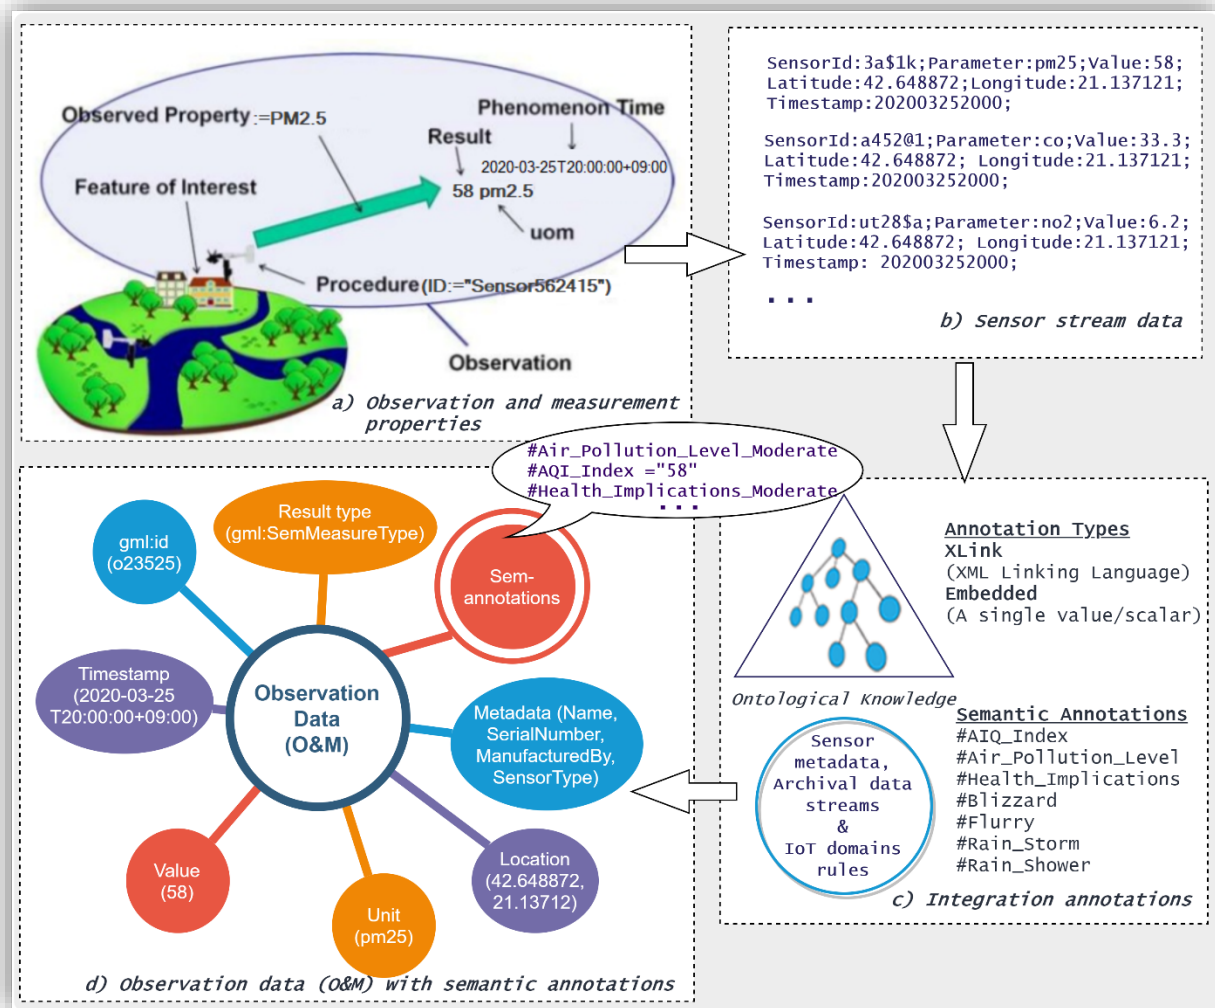 Observed Property:=PM2.5
Phenomenon Time
Result
2020-03-25T20:00:00+09:00
58 pm2.5
Feature of Interest
uom
Procedure(ID:="Sensor562415")
Observation
a) Observation and measurement
properties
SensorId:3a$1k;Parameter:pm25;Value:58;
Latitude:42.648872;Longitude:21.137121;
Timestamp:202003252000;
SensorId:a452@1;Parameter:co;Value:33.3;
Latitude:42.648872; Longitude:21.137121;
Timestamp:202003252000;
SensorId:ut28$a;Parameter:no2;Value:6.2;
Latitude:42.648872; Longitude:21.137121;
Timestamp: 202003252000;
...
b) Sensor stream data
Annotation Types
XLink
(XML Linking Language)
Embedded
(A single value/scalar)
Ontological Knowledge
Sensor
metadata,
Archival data
streams
&
IoT domains
rules
Semantic Annotations
#AIQ_Index
#Air_Pollution_Level
#Health_Implications
#Blizzard
#Flurry
#Rain_Storm
#Rain_Shower
c) Integration annotations
#Air_Pollution_Level_Moderate
#AQI_Index ="58"
#Health_Implications_Moderate
...
Result type
(gml:SemMeasureType)
gml:id
(o23525)
Sem-
annotations
Timestamp
(2020-03-25
T20:00:00+09:00)
Observation
Data
(O&M)
Metadata (Name,
SerialNumber,
ManufacturedBy,
SensorType)
Value
(58)
Unit
(pm25)
Location
(42.648872,
21.13712)
d) Observation data (O&M) with semantic annotations